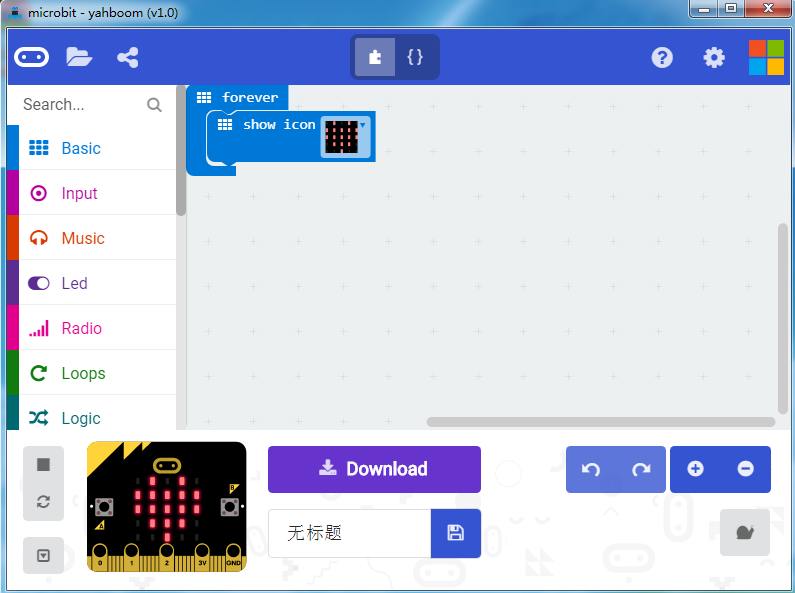 microbit - yahboom (v1.0)
{ }
?
Search...
forever
show icon
Basic
Input
Music
Led
Radio
Loops
Logic
B
A
0 1 2 3V GND
Download
无标题